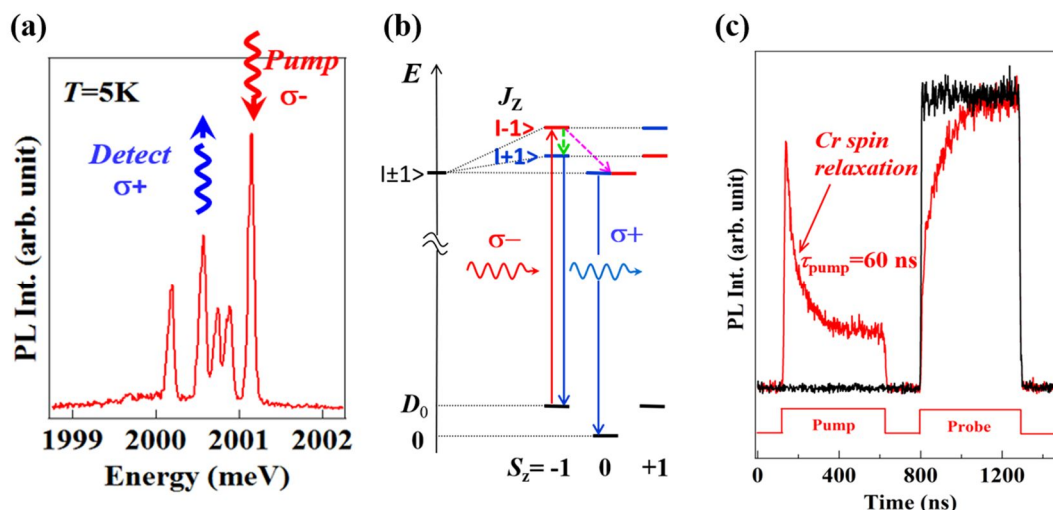 (a)
T=5K
Pump
σ-
Detect
σ+
PL Int. (arb. unit)
1999 2000 2001 2002
Energy (meV)
(b)
E
J_Z
|-1>
|+1>
|±1>
σ−
σ+
D₀
0
S_z= -1 0 +1
(c)
PL Int. (arb. unit)
Cr spin
relaxation
τ_pump=60 ns
Pump
Probe
0 400 800 1200
Time (ns)